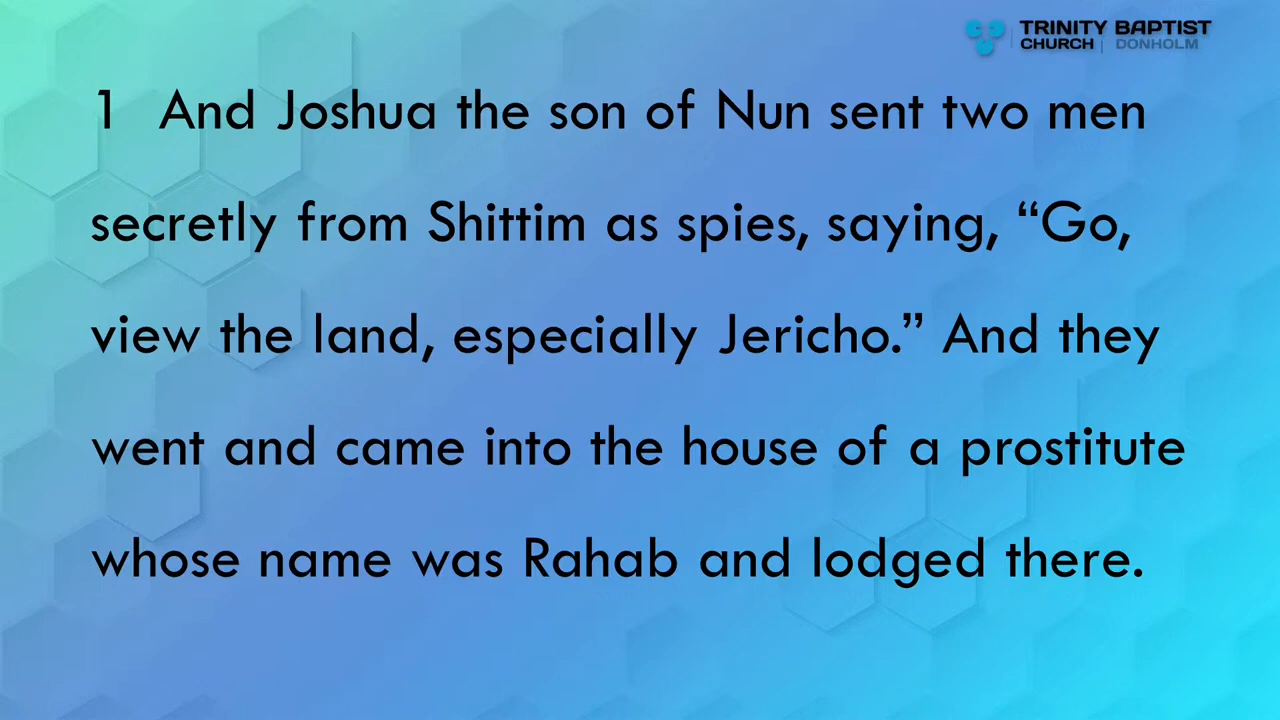 TRINITY BAPTIST
CHURCH | DONHOLM
1 And Joshua the son of Nun sent two men
secretly from Shittim as spies, saying, “Go,
view the land, especially Jericho.” And they
went and came into the house of a prostitute
whose name was Rahab and lodged there.